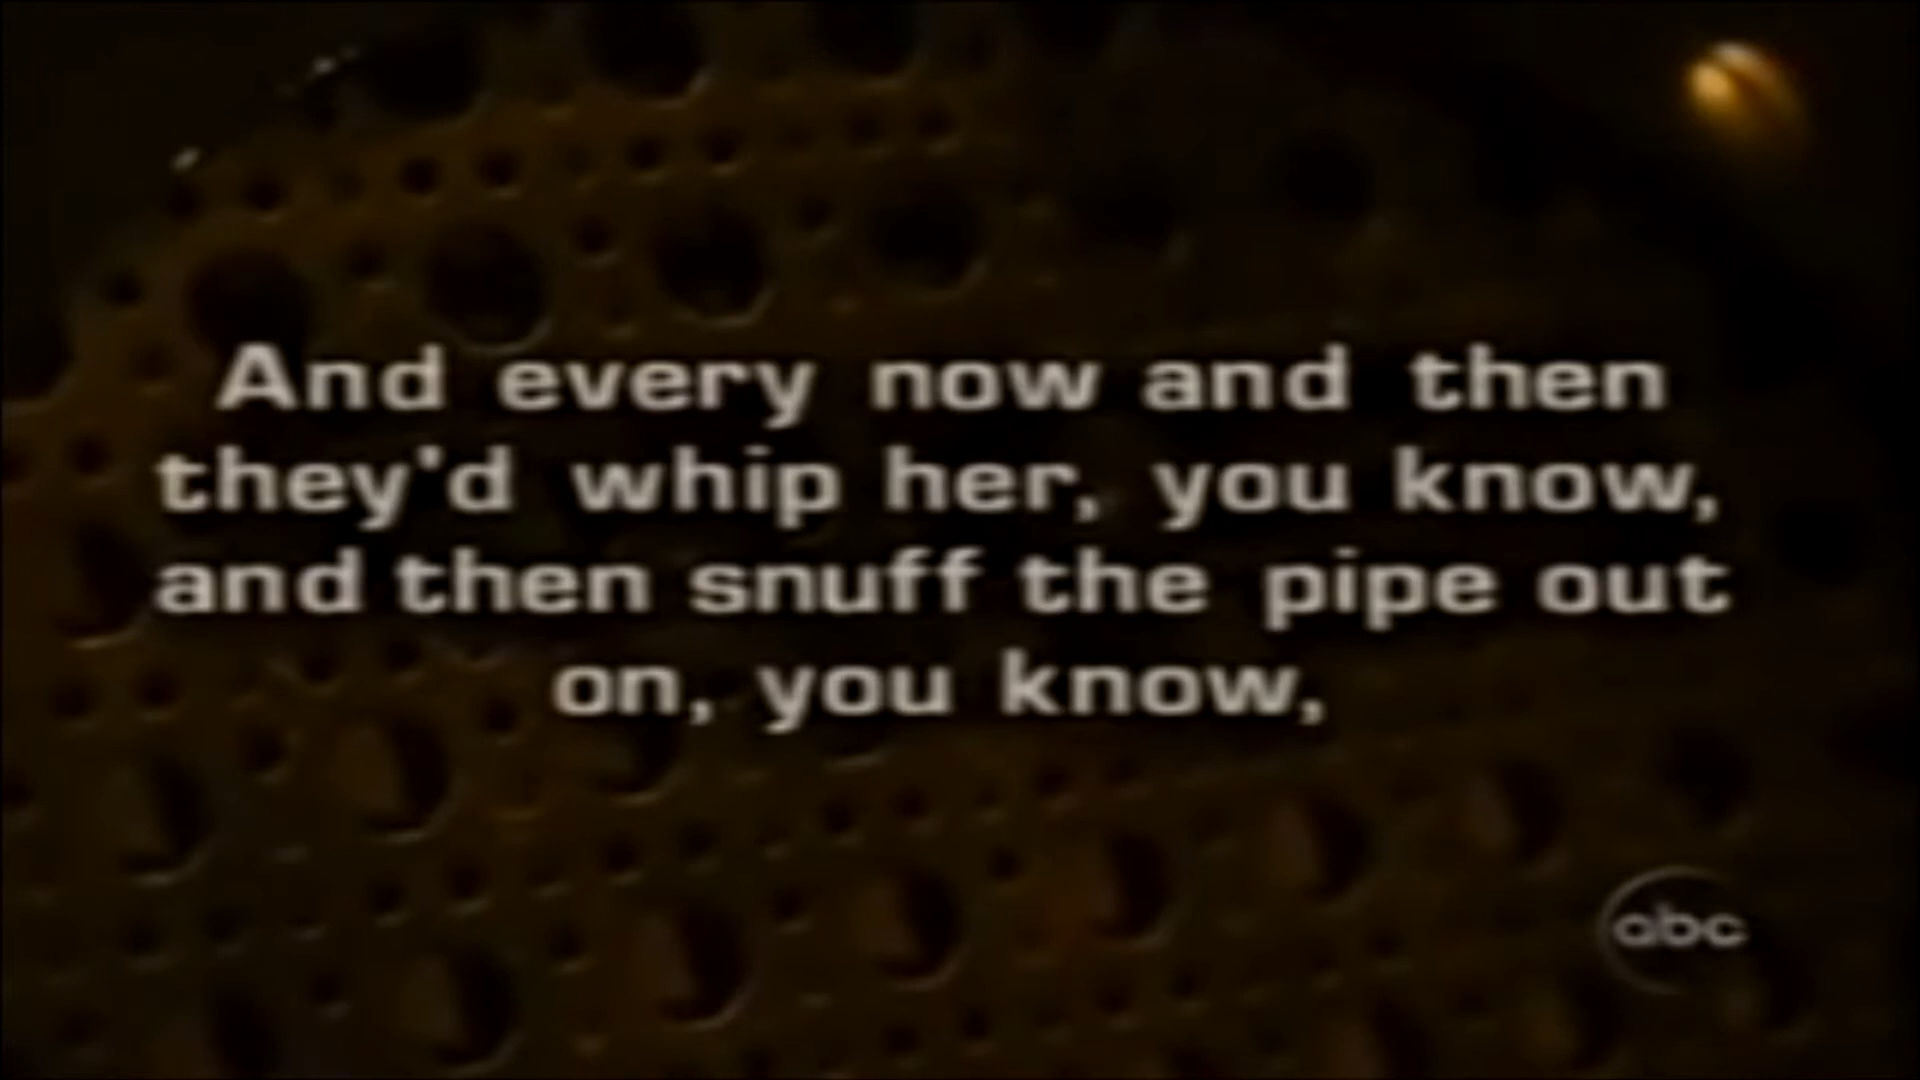 And every now and then
they'd whip her, you know,
and then snuff the pipe out
on, you know,
abc